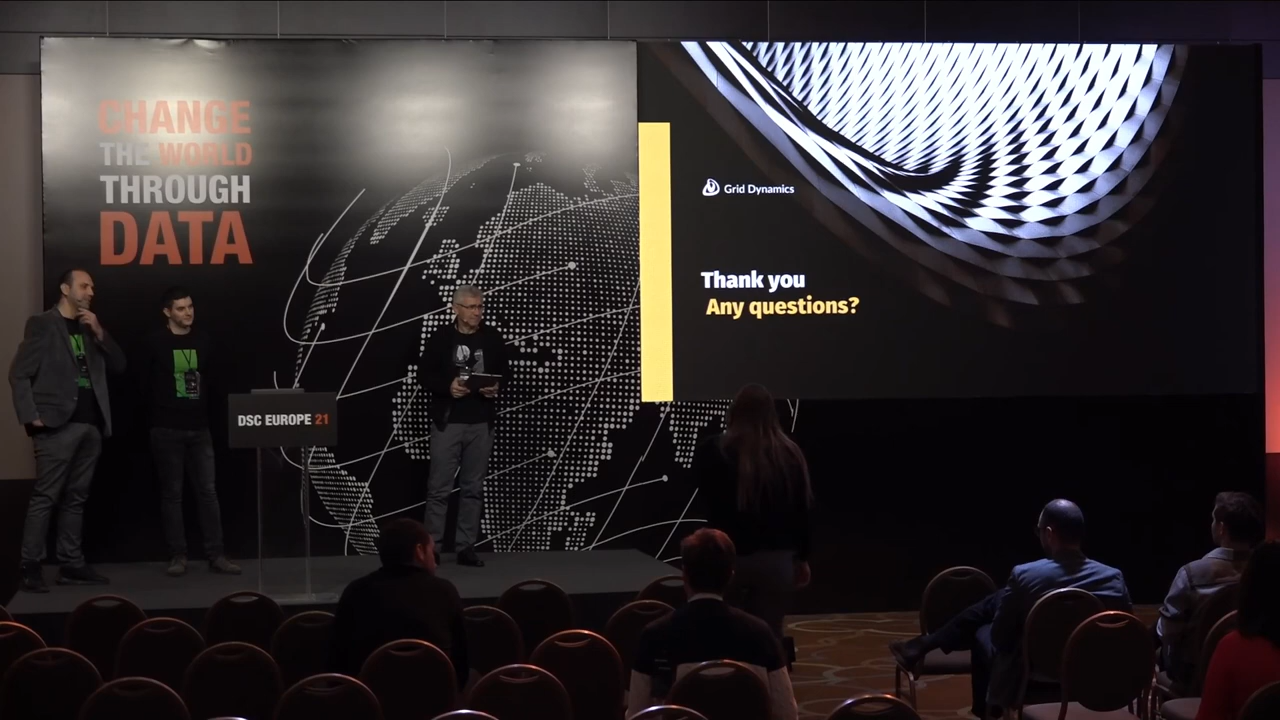 CHANGE
THE WORLD
THROUGH
DATA
DSC EUROPE 21
Grid Dynamics
Thank you
Any questions?